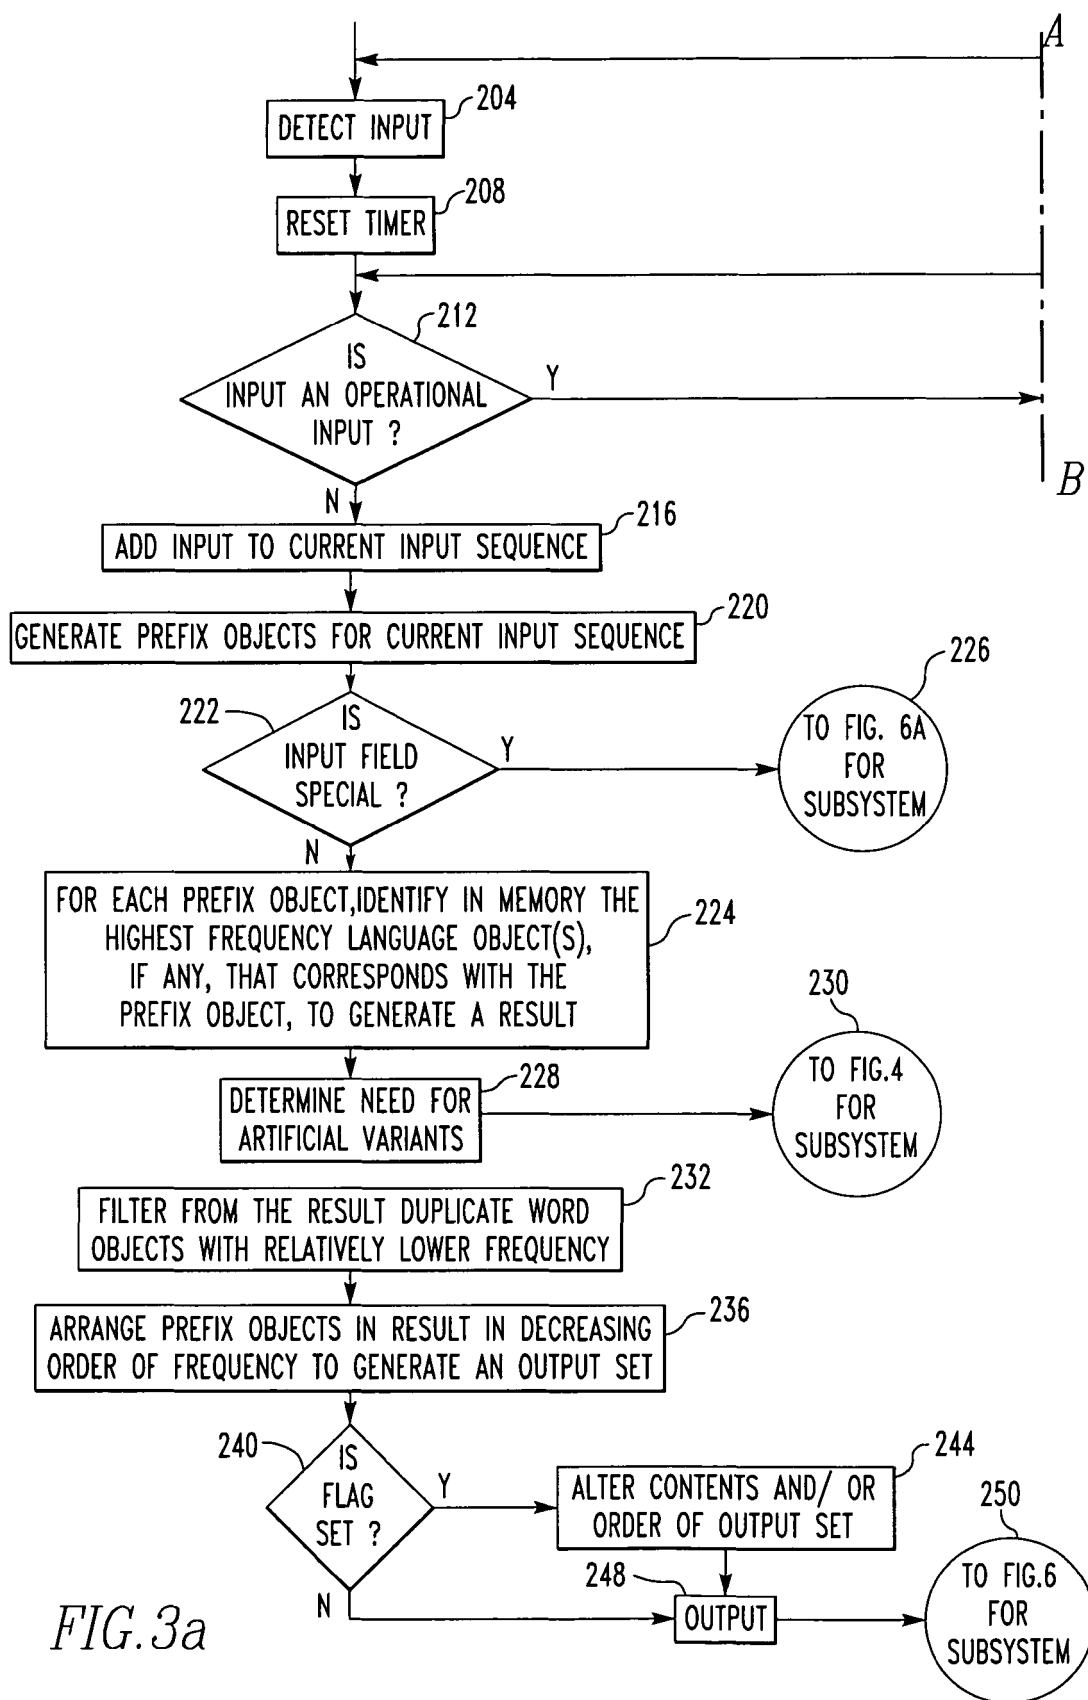 A
204
DETECT INPUT
208
RESET TIMER
212
IS
INPUT AN OPERATIONAL
INPUT ?
Y
B
N
216
ADD INPUT TO CURRENT INPUT SEQUENCE
220
GENERATE PREFIX OBJECTS FOR CURRENT INPUT SEQUENCE
226
222
IS
INPUT FIELD
SPECIAL ?
Y
TO FIG. 6A
FOR
SUBSYSTEM
N
FOR EACH PREFIX OBJECT,IDENTIFY IN MEMORY THE
HIGHEST FREQUENCY LANGUAGE OBJECT(S),
IF ANY, THAT CORRESPONDS WITH THE
PREFIX OBJECT, TO GENERATE A RESULT
224
230
228
DETERMINE NEED FOR
ARTIFICIAL VARIANTS
TO FIG.4
FOR
SUBSYSTEM
232
FILTER FROM THE RESULT DUPLICATE WORD
OBJECTS WITH RELATIVELY LOWER FREQUENCY
236
ARRANGE PREFIX OBJECTS IN RESULT IN DECREASING
ORDER OF FREQUENCY TO GENERATE AN OUTPUT SET
240
IS
FLAG
SET ?
Y
244
ALTER CONTENTS AND/ OR
ORDER OF OUTPUT SET
250
248
N
OUTPUT
TO FIG.6
FOR
SUBSYSTEM
FIG.3a